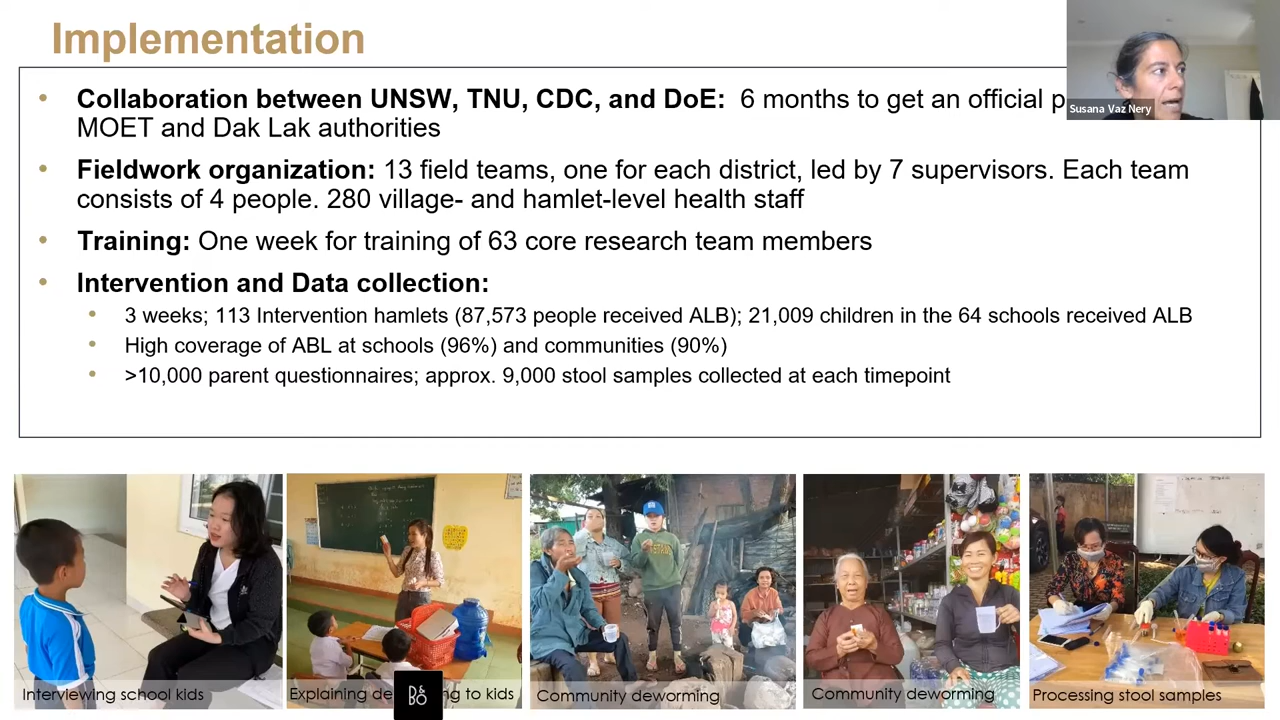 Implementation
Susana Vaz Nery
• Collaboration between UNSW, TNU, CDC, and DoE: 6 months to get an official p
MOET and Dak Lak authorities
• Fieldwork organization: 13 field teams, one for each district, led by 7 supervisors. Each team
consists of 4 people. 280 village- and hamlet-level health staff
• Training: One week for training of 63 core research team members
• Intervention and Data collection:
• 3 weeks; 113 Intervention hamlets (87,573 people received ALB); 21,009 children in the 64 schools received ALB
• High coverage of ABL at schools (96%) and communities (90%)
• >10,000 parent questionnaires; approx. 9,000 stool samples collected at each timepoint
Interviewing school kids
Explaining de ng to kids
B&
BO
Community deworming
Community deworming
Processing stool samples